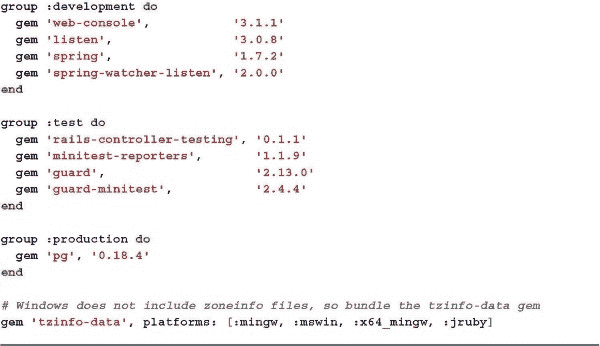 group :development do
  gem 'web-console',         '3.1.1'
  gem 'listen',              '3.0.8'
  gem 'spring',              '1.7.2'
  gem 'spring-watcher-listen', '2.0.0'
end
group :test do
  gem 'rails-controller-testing', '0.1.1'
  gem 'minitest-reporters',       '1.1.9'
  gem 'guard',                    '2.13.0'
  gem 'guard-minitest',           '2.4.4'
end
group :production do
  gem 'pg', '0.18.4'
end
# Windows does not include zoneinfo files, so bundle the tzinfo-data gem
gem 'tzinfo-data', platforms: [:mingw, :mswin, :x64_mingw, :jruby]